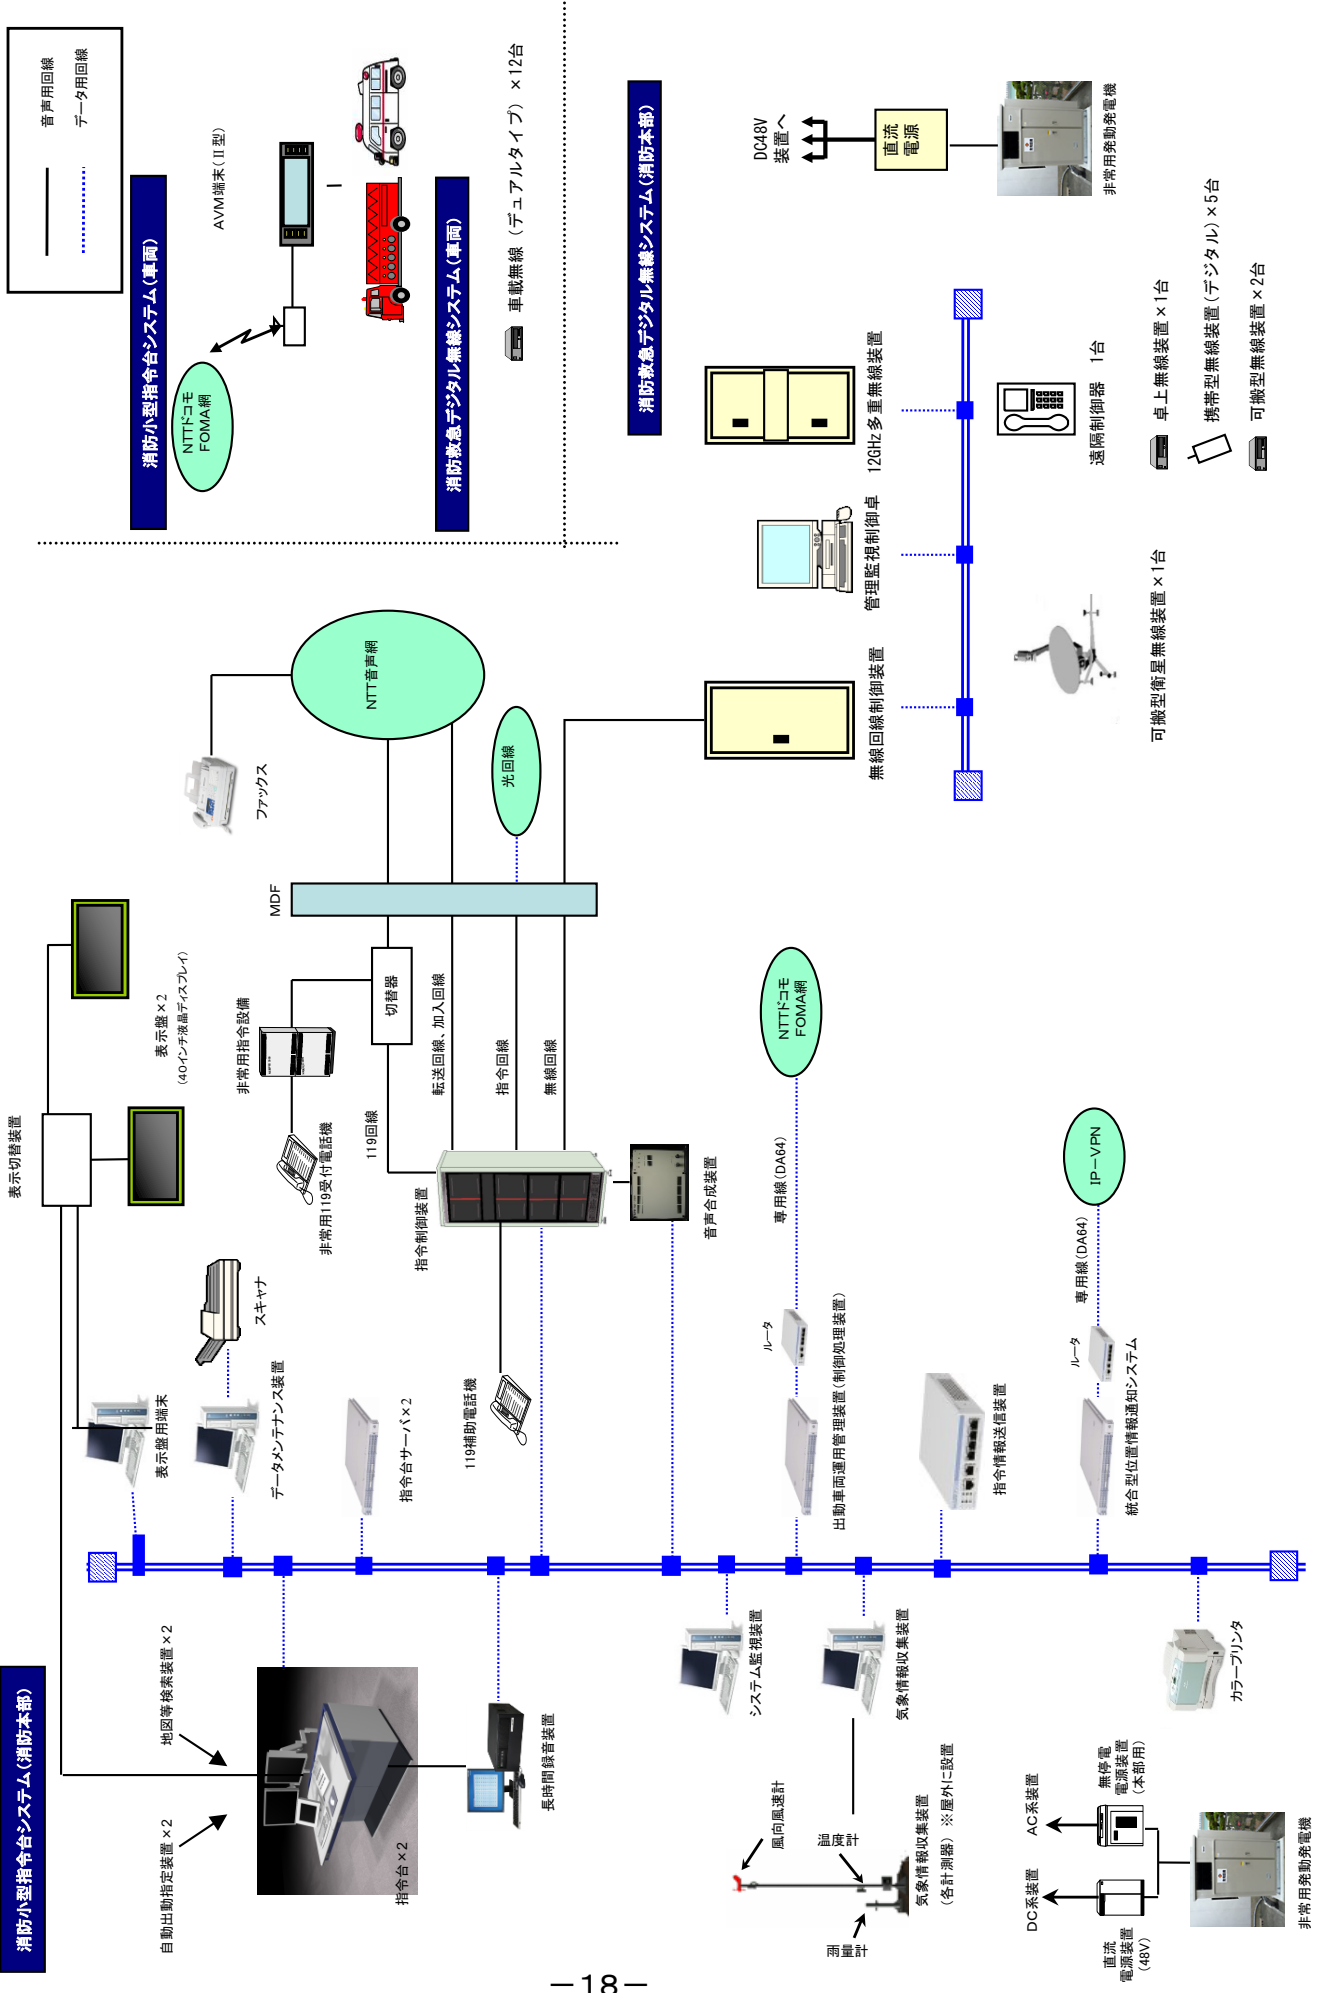 消防小型指令台システム(消防本部)
自動出動指定装置×2
地図等検索装置×2
指令台×2
長時間録音装置
表示切替装置
表示盤×2
(40インチ液晶ディスプレイ)
表示盤用端末
データメンテナンス装置
スキャナ
指令台サーバ×2
119補助電話機
指令制御装置
音声合成装置
非常用119受付電話機
非常用指令設備
切替器
119回線
転送回線、加入回線
指令回線
無線回線
MDF
ファックス
NTT音声網
光回線
システム監視装置
気象情報収集装置
風向風速計
温度計
雨量計
気象情報収集装置
(各計測器) ※屋外に設置
出動車両運用管理装置(制御処理装置)
ルータ
専用線(DA64)
NTTドコモ
FOMA網
指令情報送信装置
統合型位置情報通知システム
ルータ
専用線(DA64)
IP-VPN
カラープリンタ
DC系装置
AC系装置
直流
電源装置
(48V)
無停電
電源装置
(本部用)
非常用発動発電機
音声用回線
データ用回線
消防小型指令台システム(車両)
NTTドコモ
FOMA網
AVM端末(Ⅱ型)
消防救急デジタル無線システム(車両)
車載無線(デュアルタイプ) ×12台
消防救急デジタル無線システム(消防本部)
無線回線制御装置
管理監視制御卓
12GHz多重無線装置
DC48V
装置へ
直流
電源
非常用発動発電機
遠隔制御器 1台
可搬型衛星無線装置×1台
卓上無線装置×1台
携帯型無線装置(デジタル)×5台
可搬型無線装置×2台
-18-